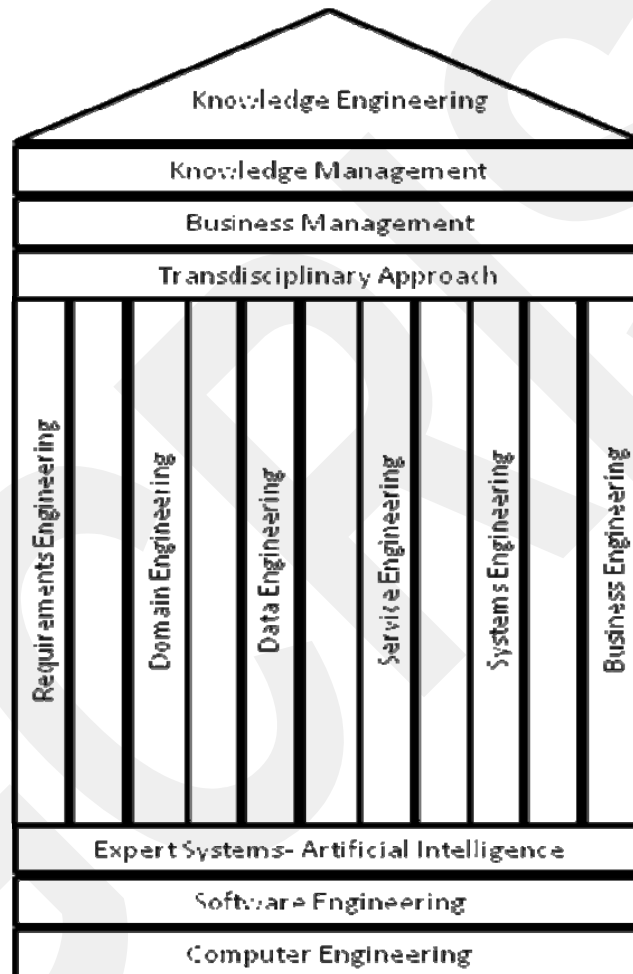 Knowledge Engineering
Knowledge Management
Business Management
Transdisciplinary Approach
Requirements Engineering
Domain Engineering
Data Engineering
Service Engineering
Systems Engineering
Business Engineering
Expert Systems- Artificial Intelligence
Software Engineering
Computer Engineering